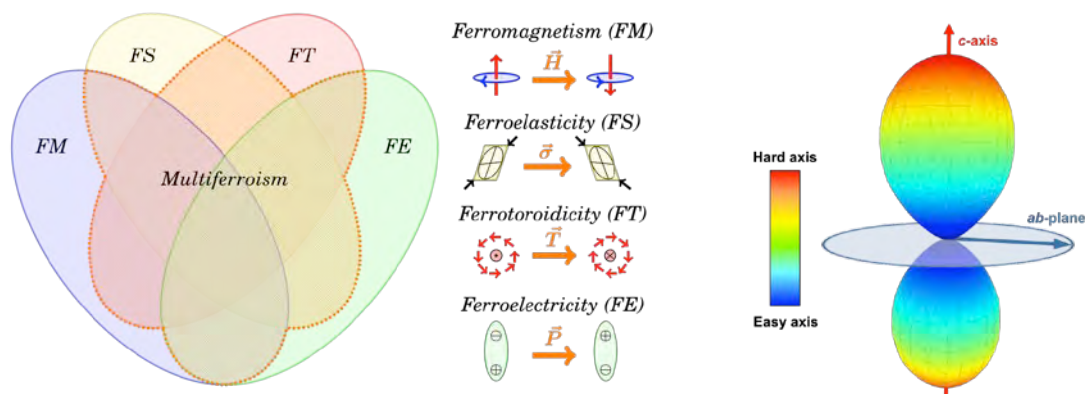 FS
FT
FM
FE
Multiferroism
Ferromagnetism (FM)
H
Ferroelasticity (FS)
σ
Ferrotoroidicity (FT)
T
Ferroelectricity (FE)
P
c-axis
Hard axis
ab-plane
Easy axis